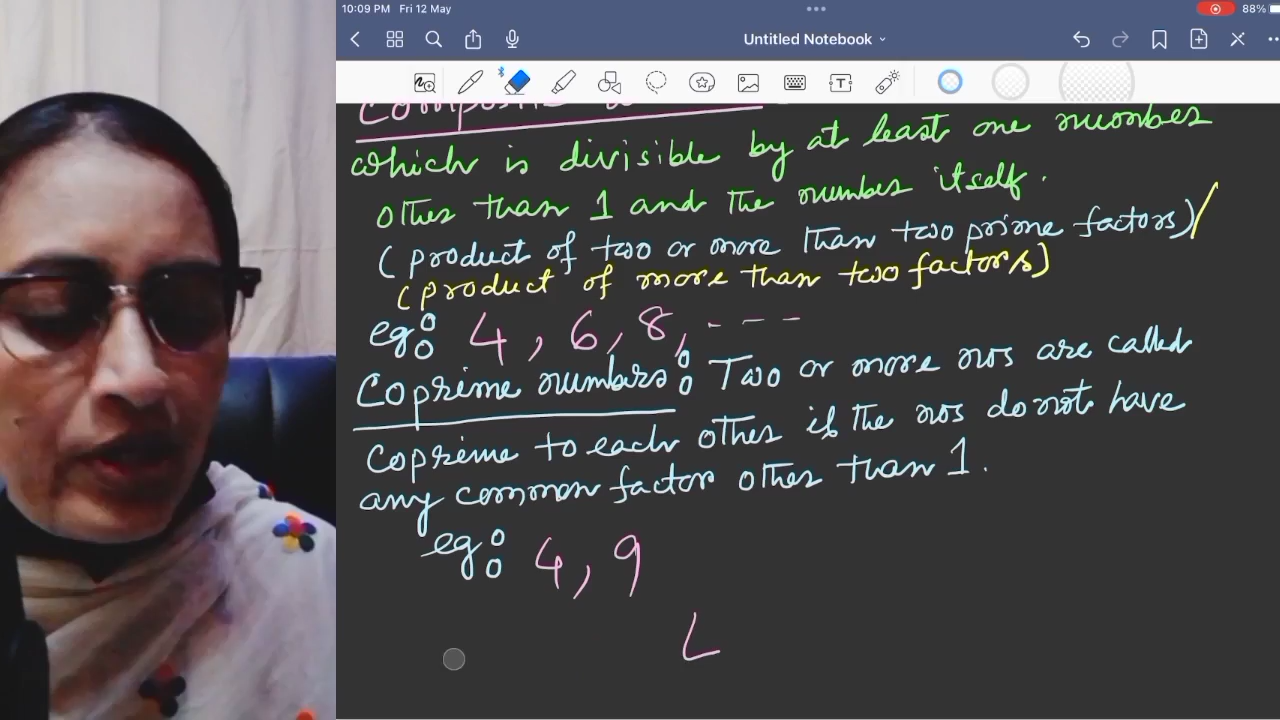 10:09 PM Fri 12 May
88%
Untitled Notebook
which is divisible by at least one number
other than 1 and the number itself.
(product of two or more than two prime factors)/
(product of more than two factors)
eg: 4, 6, 8, ---
Coprime numbers: Two or more nos are called
coprime to each other if the nos do not have
any common factor other than 1.
eg: 4, 9